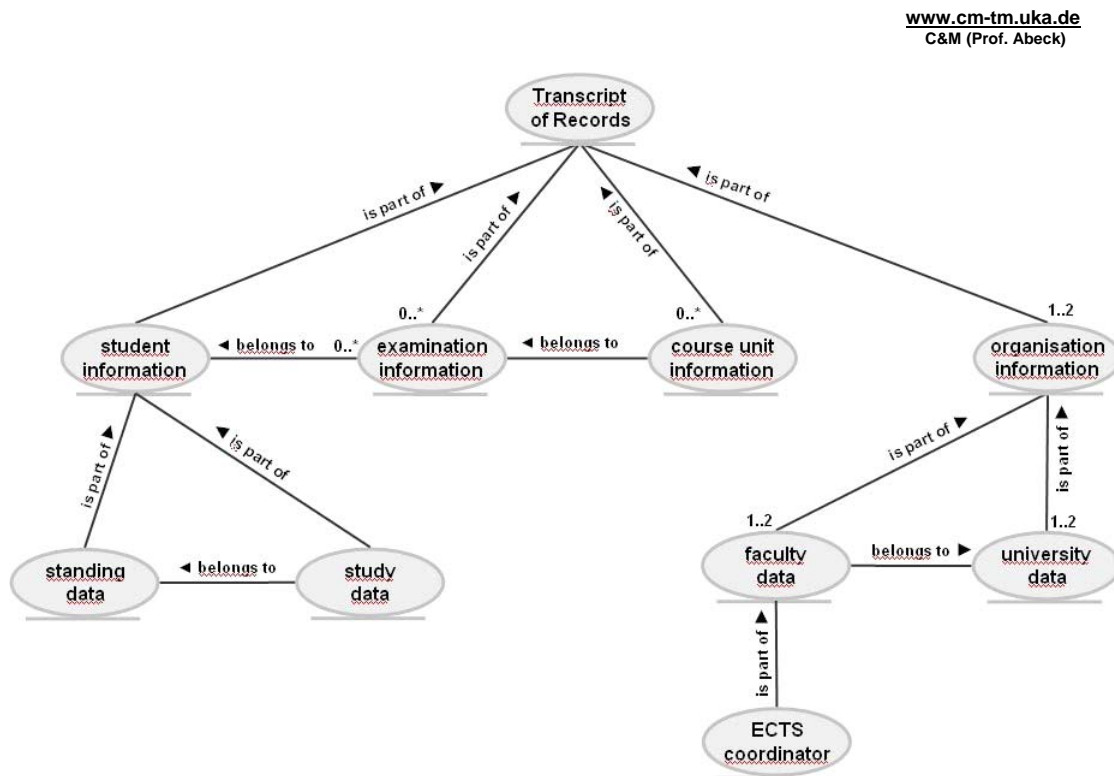 www.cm-tm.uka.de
C&M (Prof. Abeck)
Transcript
of Records
is part of ►
is part of ►
◄ is part of
◄ is part of
0..*
0..*
1..2
student
information
◄ belongs to
0..*
examination
information
◄ belongs to
course unit
information
organisation
information
is part of ►
◄ is part of
is part of ►
is part of ►
1..2
1..2
standing
data
◄ belongs to
study
data
faculty
data
belongs to ►
university
data
is part of ►
ECTS
coordinator